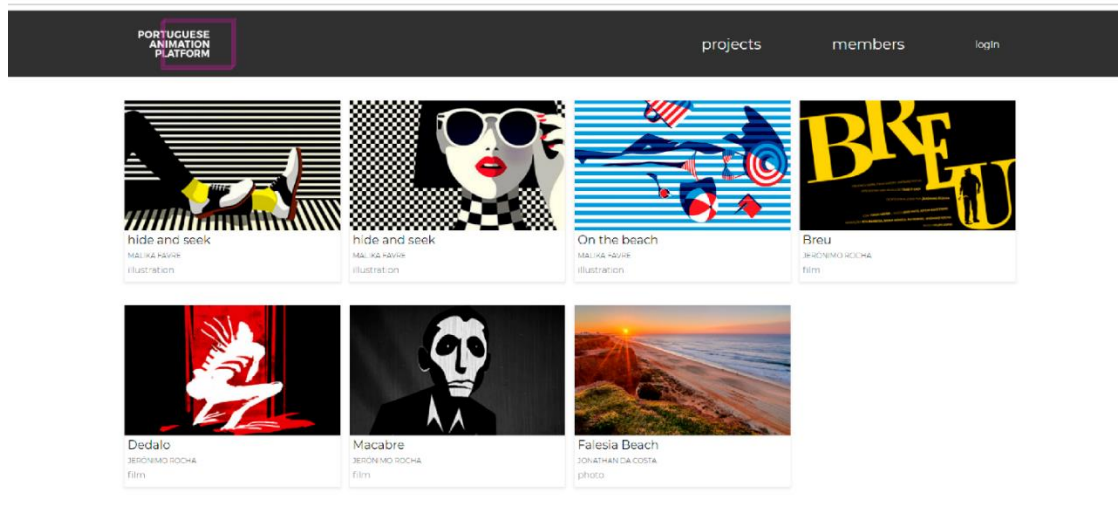 PORTUGUESE
ANIMATION
PLATFORM
projects
members
login
hide and seek
MALIKA FAVRE
illustration
hide and seek
MALIKA FAVRE
illustration
On the beach
MALIKA FAVRE
illustration
BREU
Breu
JERÓNIMO ROCHA
film
Dedalo
JERÓNIMO ROCHA
film
Macabre
JERÓNIMO ROCHA
film
Falesia Beach
JONATHAN DA COSTA
photo